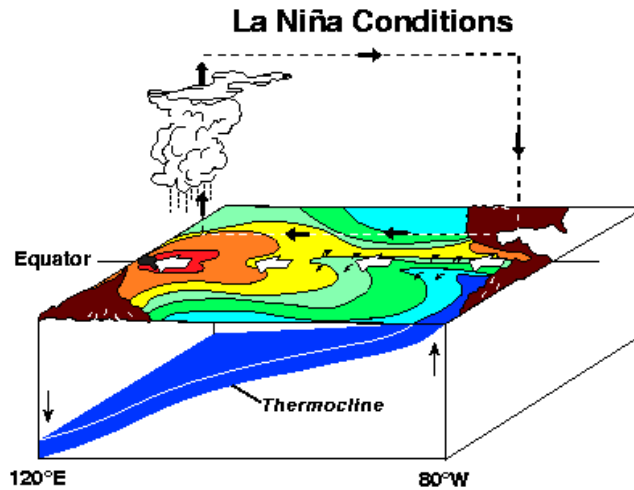 La Niña Conditions
Equator
Thermocline
120°E
80°W